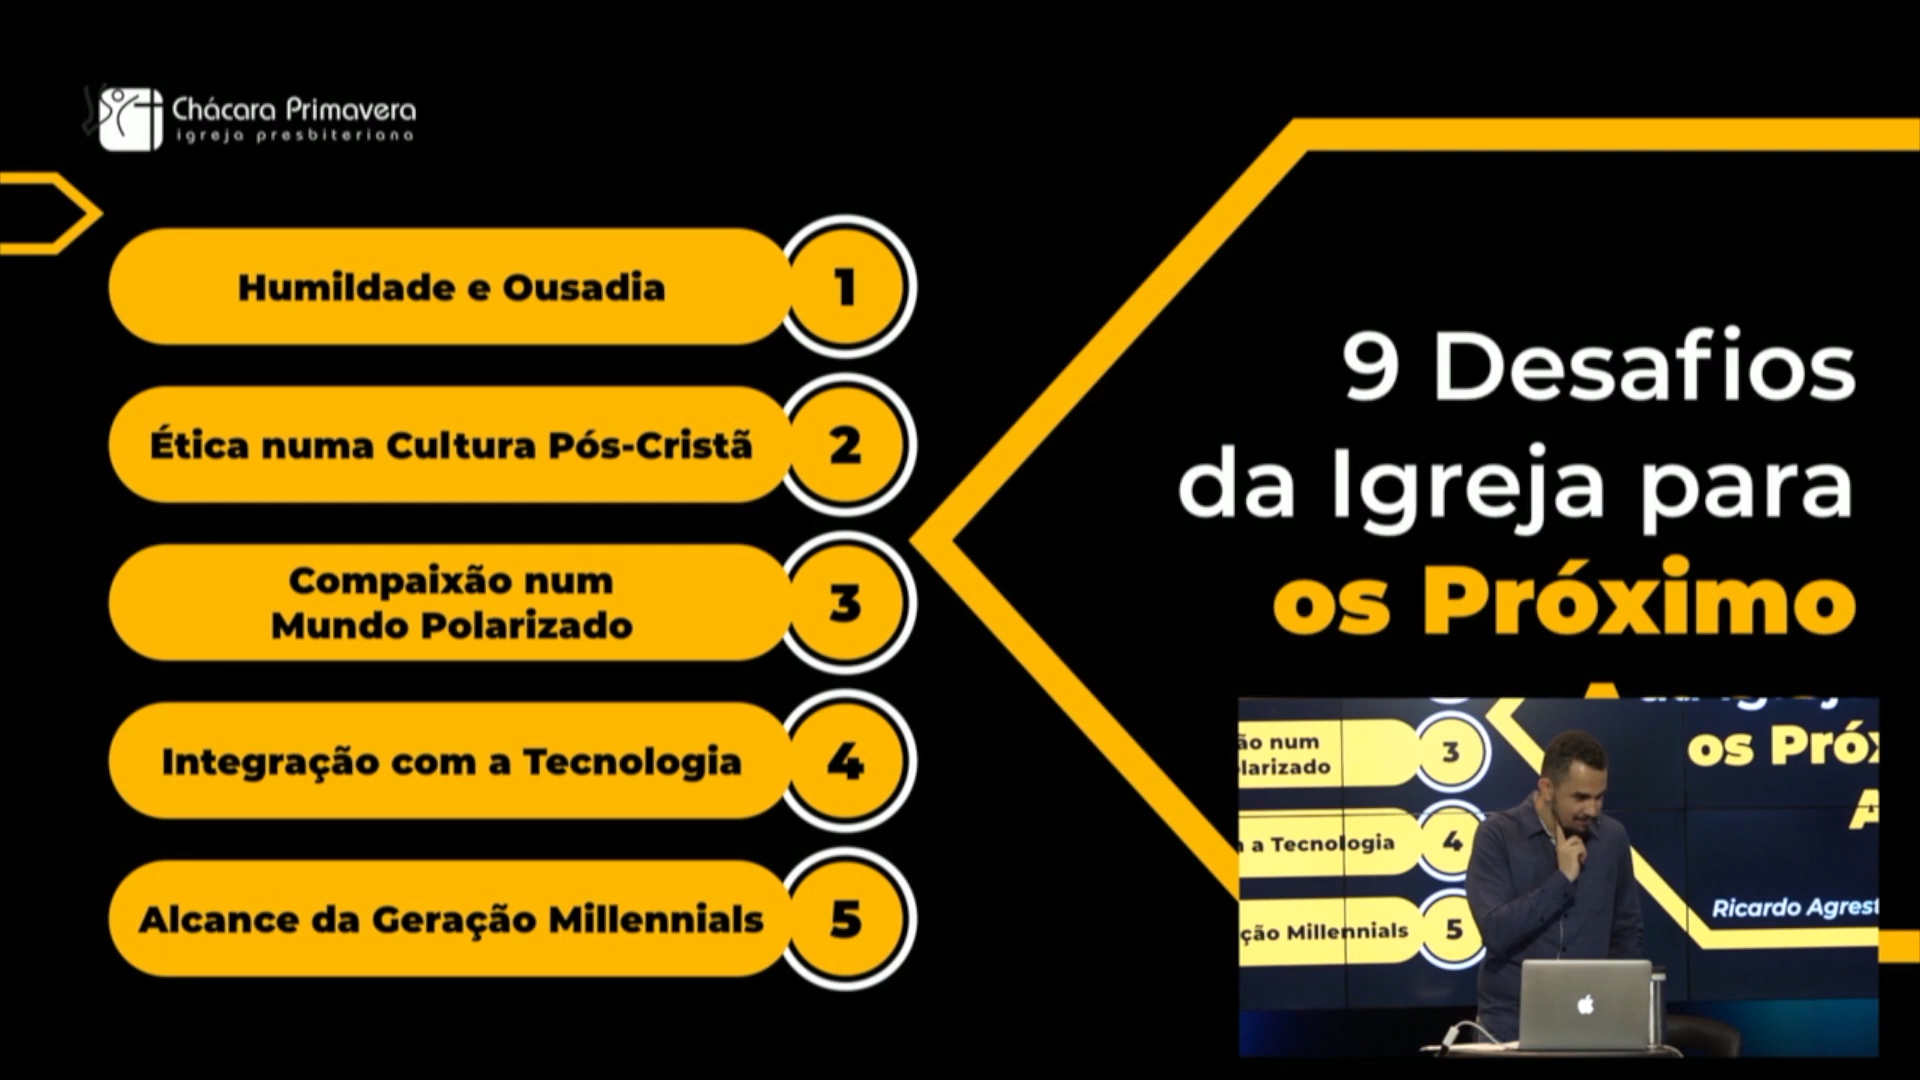 Chácara Primavera
igreja presbiteriana
Humildade e Ousadia
1
Ética numa Cultura Pós-Cristã
2
Compaixão num
Mundo Polarizado
3
Integração com a Tecnologia
4
Alcance da Geração Millennials
5
9 Desafios
da Igreja para
os Próximo
ão num
larizado
3
a Tecnologia
4
ção Millennials
5
os Pró
Ricardo Agrest